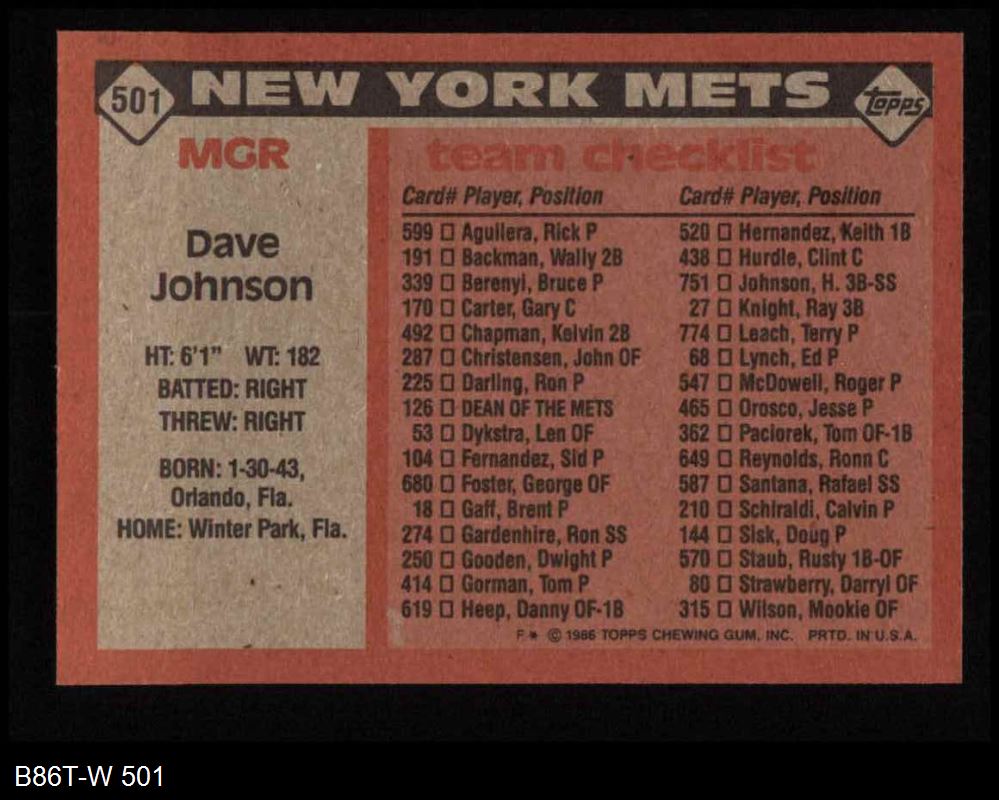 501 NEW YORK METS topps
MGR
Dave
Johnson
HT: 6'1" WT: 182
BATTED: RIGHT
THREW: RIGHT
BORN: 1-30-43,
Orlando, Fla.
HOME: Winter Park, Fla.
team checklist
Card# Player, Position
599 Aguilera, Rick P
191 Backman, Wally 2B
339 Berenyi, Bruce P
170 Carter, Gary C
492 Chapman, Kelvin 2B
287 Christensen, John OF
225 Darling, Ron P
126 DEAN OF THE METS
53 Dykstra, Len OF
104 Fernandez, Sid P
680 Foster, George OF
18 Gaff, Brent P
274 Gardenhire, Ron SS
250 Gooden, Dwight P
414 Gorman, Tom P
619 Heep, Danny OF-1B
Card# Player, Position
520 Hernandez, Keith 1B
438 Hurdle, Clint C
751 Johnson, H. 3B-SS
27 Knight, Ray 3B
774 Leach, Terry P
68 Lynch, Ed P
547 McDowell, Roger P
465 Orosco, Jesse P
362 Paciorek, Tom OF-1B
649 Reynolds, Ronn C
587 Santana, Rafael SS
210 Schiraldi, Calvin P
144 Sisk, Doug P
570 Staub, Rusty 1B-OF
80 Strawberry, Darryl OF
315 Wilson, Mookie OF
F * © 1986 TOPPS CHEWING GUM, INC. PRTD. IN U.S.A.
B86T-W 501